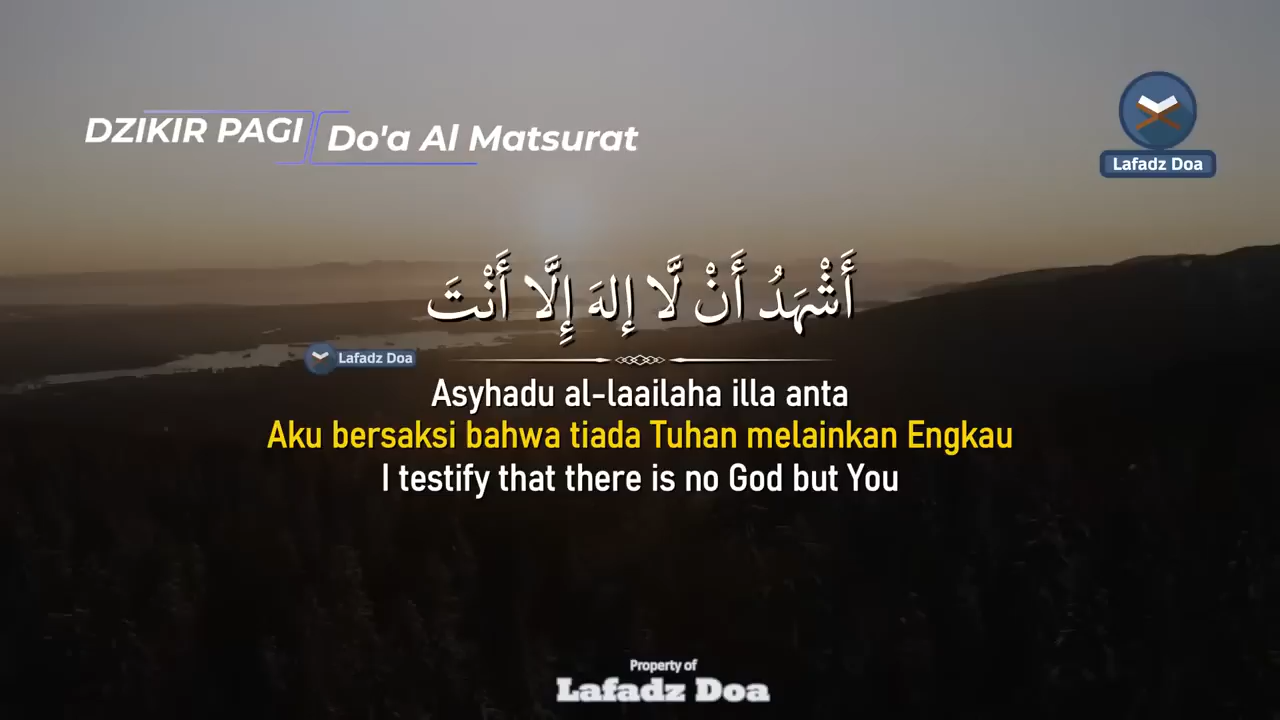 DZIKIR PAGI
Do'a Al Matsurat
Lafadz Doa
أَشْهَدُ أَنْ لَّا إِلهَ إِلَّا أَنْتَ
Lafadz Doa
Asyhadu al-laailaha illa anta
Aku bersaksi bahwa tiada Tuhan melainkan Engkau
I testify that there is no God but You
Property of
Lafadz Doa